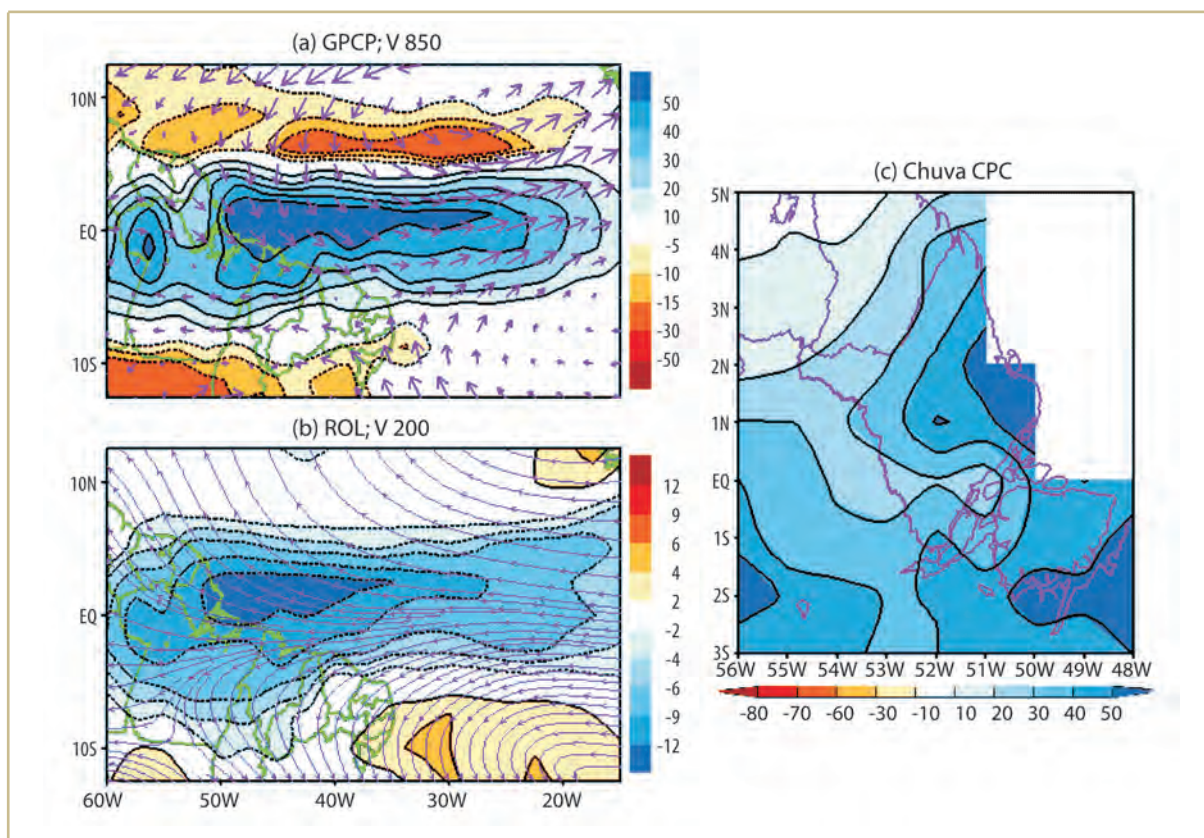 (a) GPCP; V 850
10N
EQ
10S
50
40
30
20
10
-5
-10
-15
-30
-50
(b) ROL; V 200
10N
EQ
10S
60W 50W 40W 30W 20W
12
9
6
4
2
-2
-4
-6
-9
-12
(c) Chuva CPC
5N
4N
3N
2N
1N
EQ
1S
2S
3S
56W 55W 54W 53W 52W 51W 50W 49W 48W
-80 -70 -60 -30 -20 10 20 30 40 50